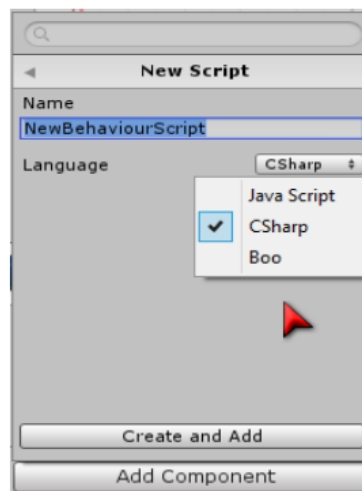 New Script
Name
NewBehaviourScript
Language CSharp
Java Script
CSharp
Boo
Create and Add
Add Component